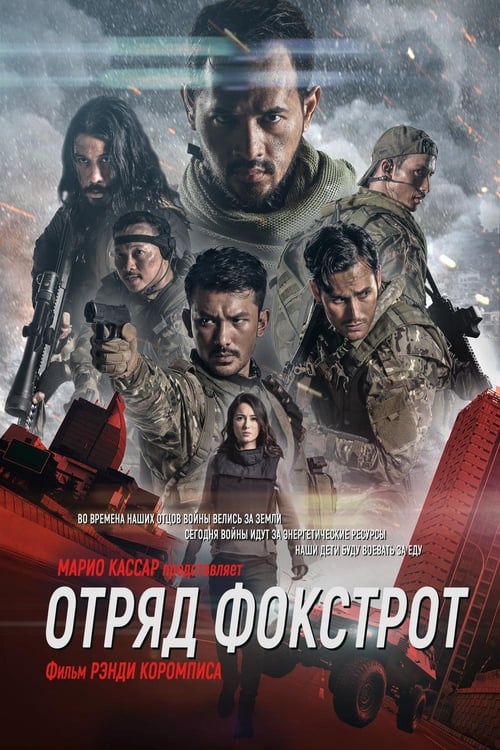 ВО ВРЕМЕНА НАШИХ ОТЦОВ ВОЙНЫ ВЕЛИСЬ ЗА ЗЕМЛИ
СЕГОДНЯ ВОЙНЫ ИДУТ ЗА ЭНЕРГЕТИЧЕСКИЕ РЕСУРСЫ
НАШИ ДЕТИ БУДУ ВОЕВАТЬ ЗА ЕДУ
МАРИО КАССАР представляет
ОТРЯД ФОКСТРОТ
Фильм РЭНДИ КОРОМПИСА